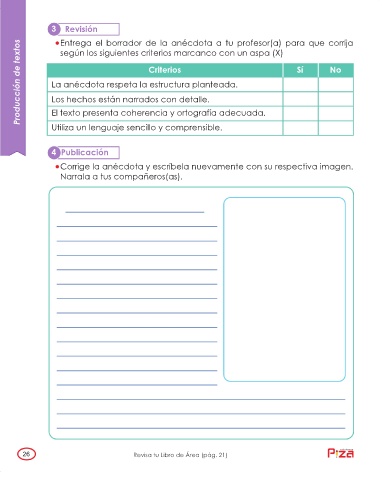 Producción de textos
3 Revisión
•Entrega el borrador de la anécdota a tu profesor(a) para que corrija
según los siguientes criterios marcanco con un aspa (X)
Criterios Sí No
La anécdota respeta la estructura planteada.
Los hechos están narrados con detalle.
El texto presenta coherencia y ortografía adecuada.
Utiliza un lenguaje sencillo y comprensible.
4 Publicación
•Corrige la anécdota y escríbela nuevamente con su respectiva imagen.
Narrala a tus compañeros(as).
26
Revisa tu Libro de Área (pág. 21)
Piza